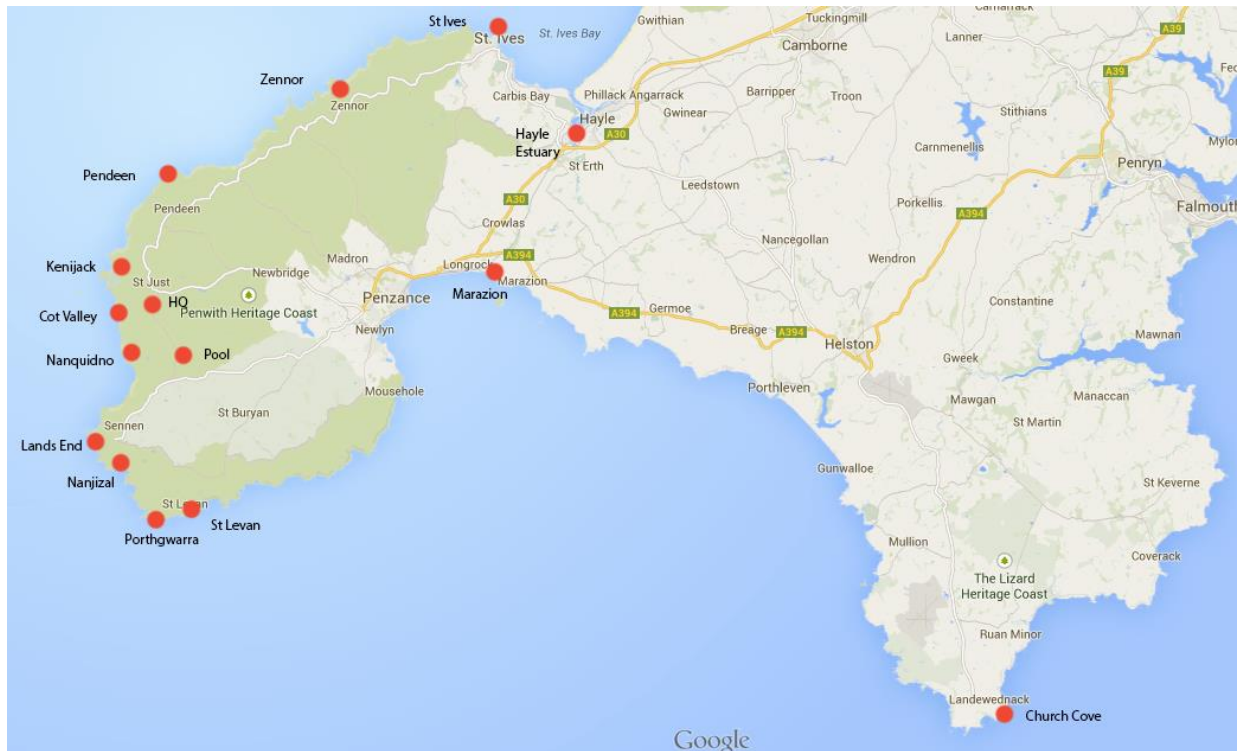 St Ives
St. Ives
St. Ives Bay
Gwithian
Tuckingmill
Camborne
Lanner
A39
A39
Zennor
Zennor
Carbis Bay
Phillack Angarrack
Barripper
Troon
Stithians
Hayle
Gwinear
Hayle
Estuary
A30
St Erth
Carnmenellis
Penryn
Pendeen
Pendeen
A30
Leedstown
Porkellis
Falmouth
Crowlas
A394
Nancegollan
Kenijack
St Just
Newbridge
Madron
Longrock
A394
Marazion
Marazion
Wendron
HQ
Penwith Heritage Coast
Penzance
Cot Valley
Germoe
A394
Constantine
Newlyn
Breage
A394
Mawnan
Nanquidno
Pool
Helston
Gweek
Mousehole
Porthleven
Mawgan
Manaccan
St Buryan
St Martin
Sennen
Lands End
Gunwalloe
Nanjizal
St Keverne
St Levan
Porthgwarra
Mullion
Coverack
The Lizard
Heritage Coast
Ruan Minor
Landewednack
Church Cove
Google